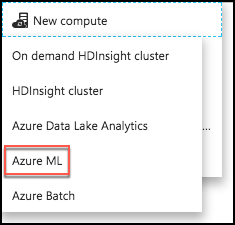 New compute
On demand HDInsight cluster
HDInsight cluster
Azure Data Lake Analytics
...
Azure ML
Azure Batch